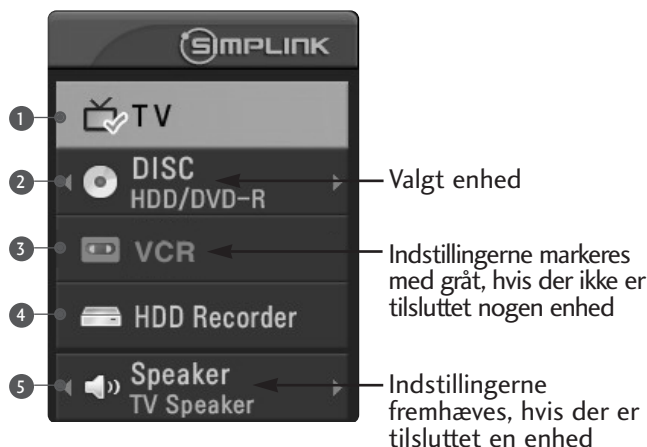 SIMPLINK
1 TV
2 DISC
HDD/DVD-R
Valgt enhed
3 VCR
Indstillingerne markeres
med gråt, hvis der ikke er
tilsluttet nogen enhed
4 HDD Recorder
5 Speaker
TV Speaker
Indstillingerne
fremhæves, hvis der er
tilsluttet en enhed